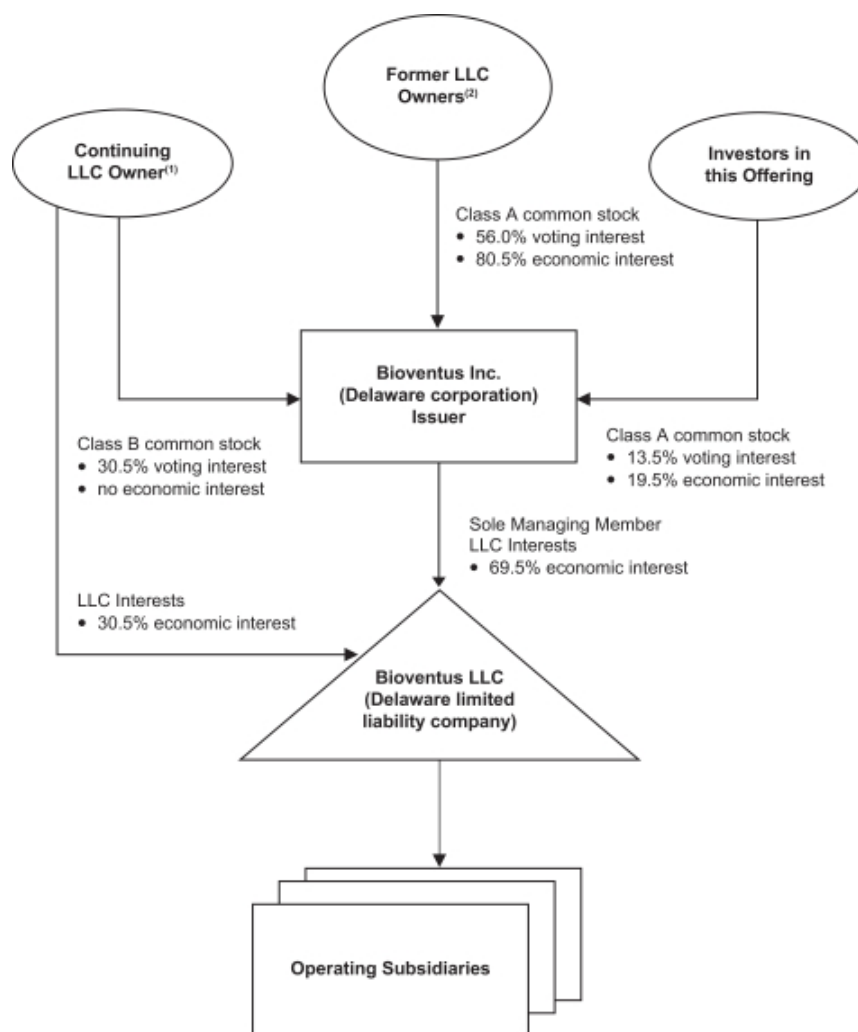 Former LLC
Owners(2)
Continuing
LLC Owner(1)
Investors in
this Offering
Class A common stock
• 56.0% voting interest
• 80.5% economic interest
Bioventus Inc.
(Delaware corporation)
Issuer
Class B common stock
• 30.5% voting interest
• no economic interest
Class A common stock
• 13.5% voting interest
• 19.5% economic interest
Sole Managing Member
LLC Interests
• 69.5% economic interest
LLC Interests
• 30.5% economic interest
Bioventus LLC
(Delaware limited
liability company)
Operating Subsidiaries